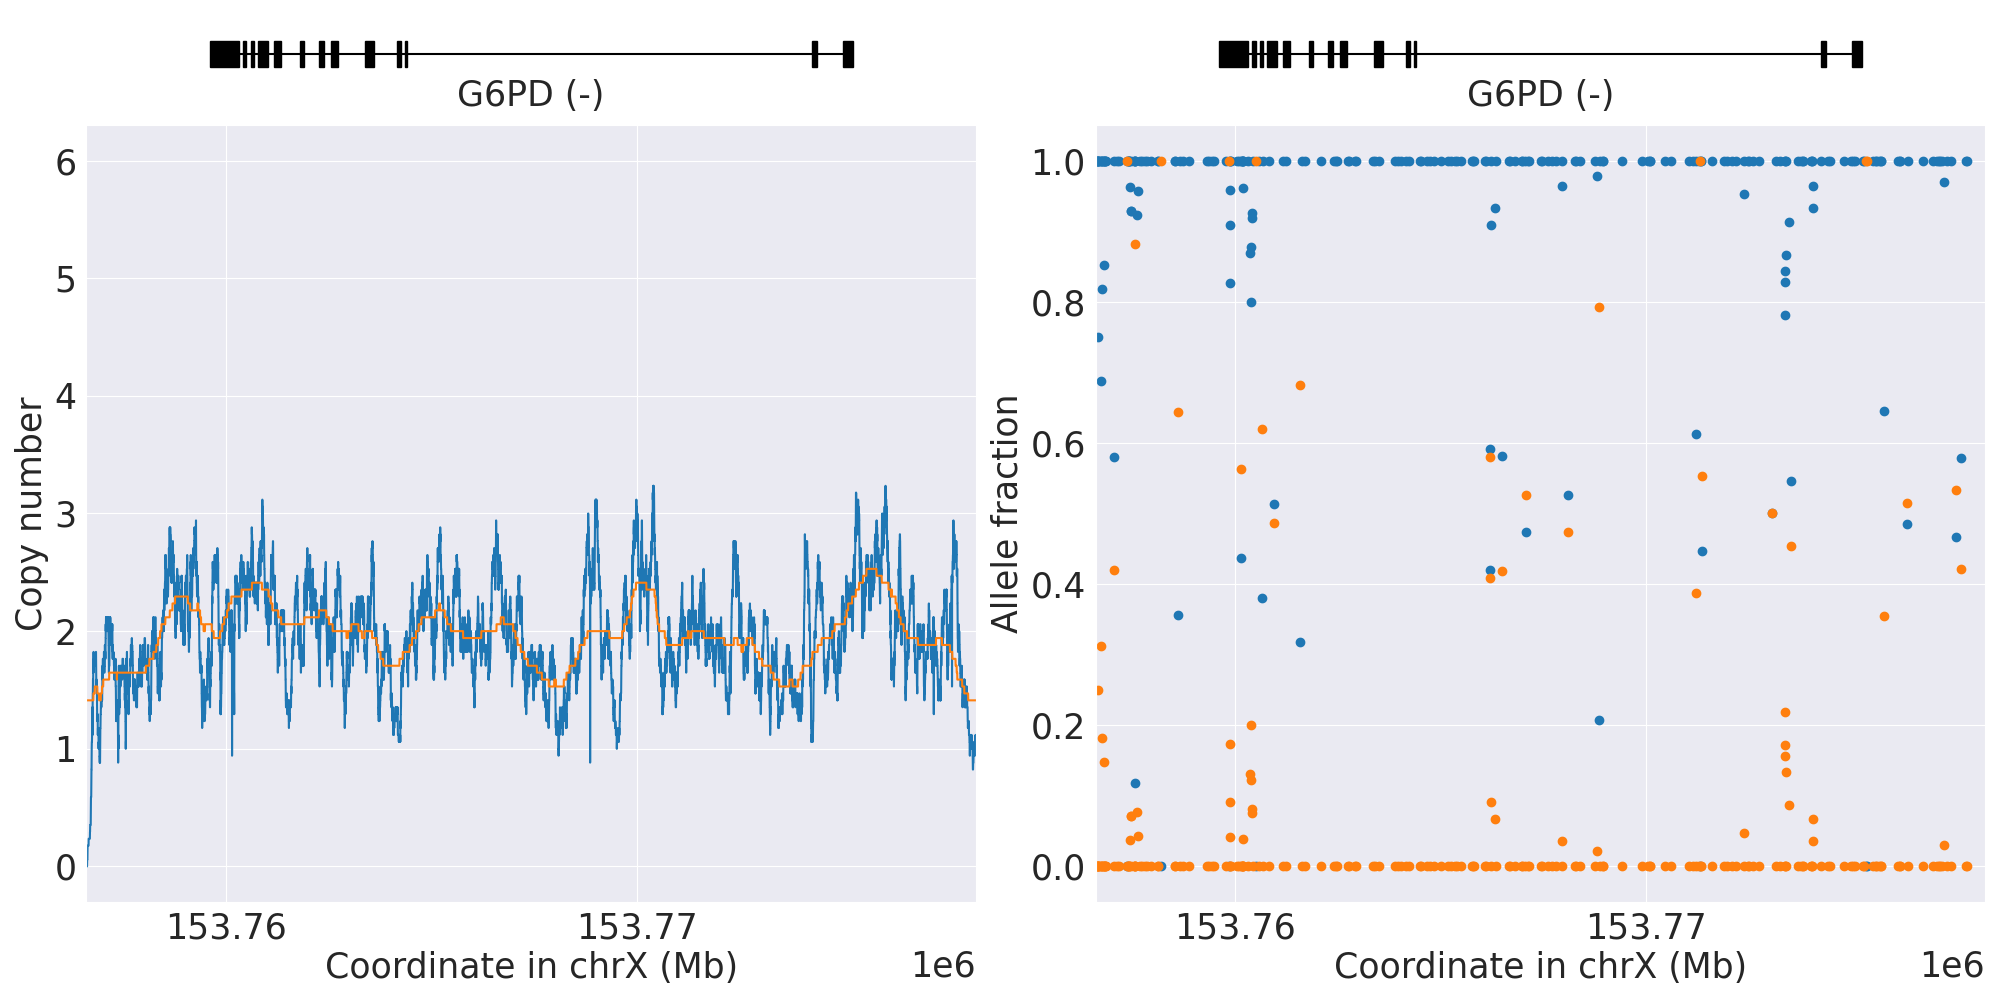 G6PD (-)
G6PD (-)
Copy number
6
5
4
3
2
1
0
153.76
153.77
Coordinate in chrX (Mb)
1e6
Allele fraction
1.0
0.8
0.6
0.4
0.2
0.0
153.76
153.77
Coordinate in chrX (Mb)
1e6